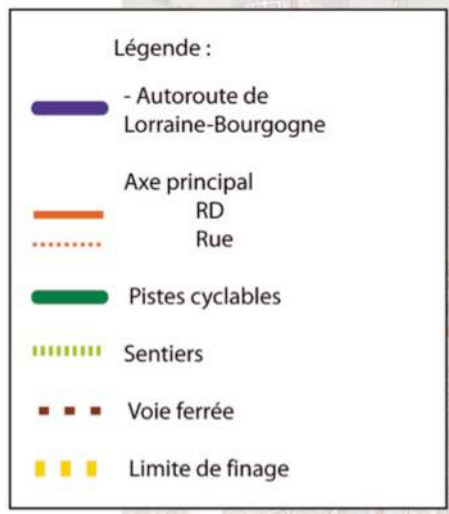 Légende :
- Autoroute de
Lorraine-Bourgogne
Axe principal
RD
Rue
Pistes cyclables
Sentiers
Voie ferrée
Limite de finage